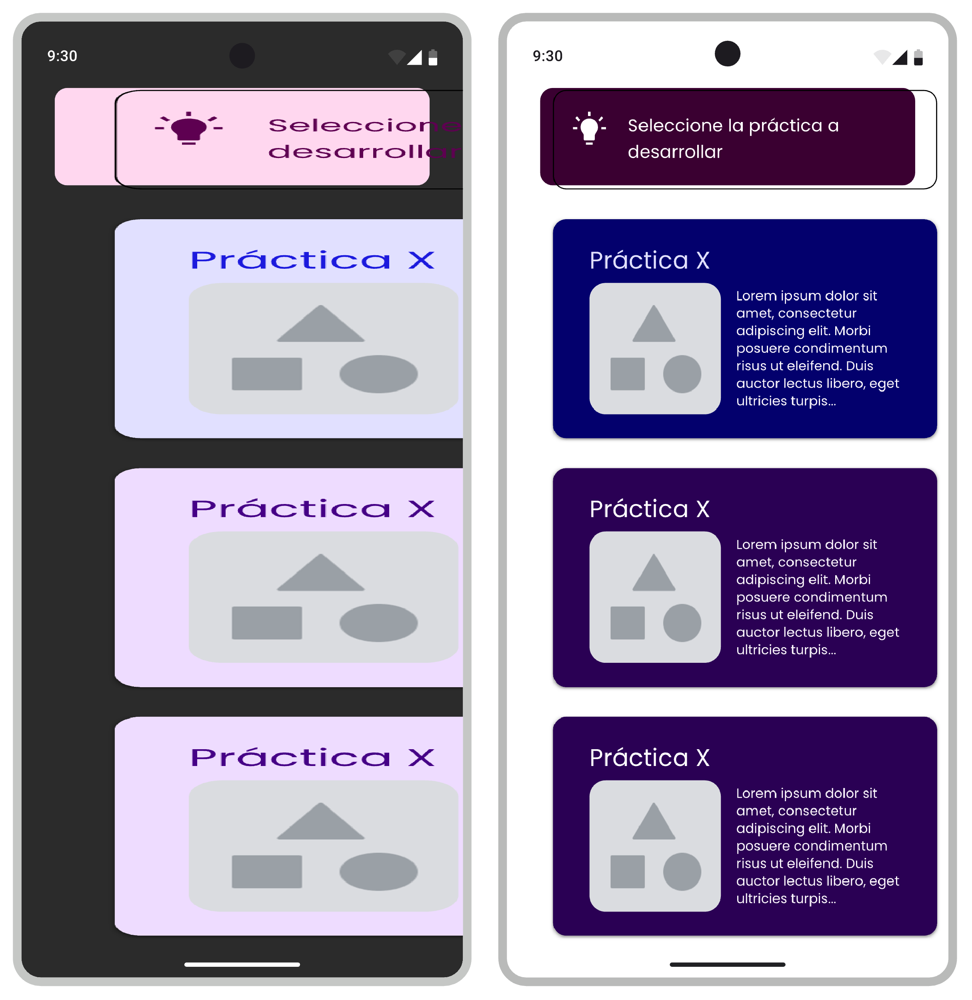 9:30
Seleccione
desarrollar
Práctica X
Práctica X
Práctica X
9:30
Seleccione la práctica a
desarrollar
Práctica X
Lorem ipsum dolor sit
amet, consectetur
adipiscing elit. Morbi
posuere condimentum
risus ut eleifend. Duis
auctor lectus libero, eget
ultricies turpis...
Práctica X
Lorem ipsum dolor sit
amet, consectetur
adipiscing elit. Morbi
posuere condimentum
risus ut eleifend. Duis
auctor lectus libero, eget
ultricies turpis...
Práctica X
Lorem ipsum dolor sit
amet, consectetur
adipiscing elit. Morbi
posuere condimentum
risus ut eleifend. Duis
auctor lectus libero, eget
ultricies turpis...